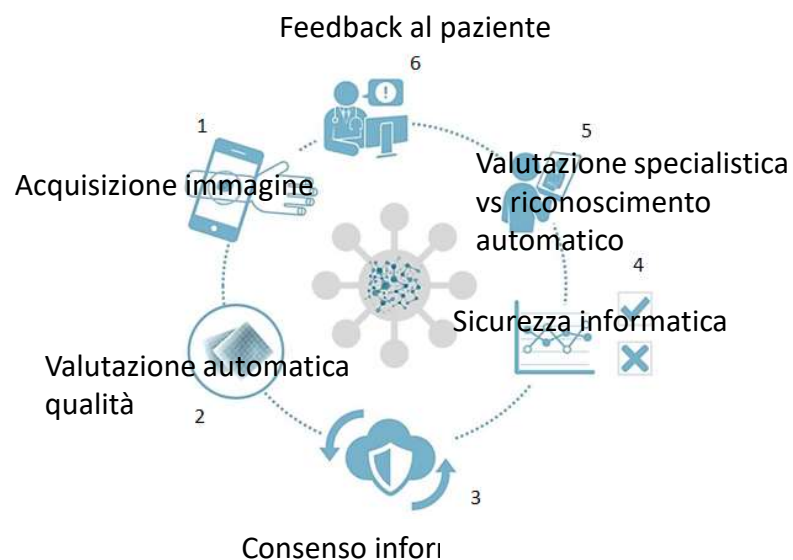 Feedback al paziente
6
1
Acquisizione immagine
5
Valutazione specialistica
vs riconoscimento
automatico
4
Sicurezza informatica
Valutazione automatica
qualità
2
3
Consenso